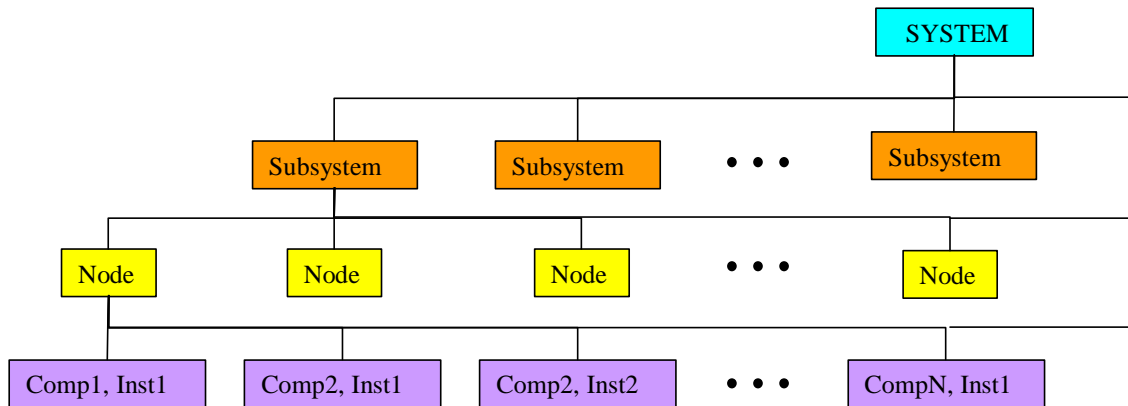 SYSTEM
Subsystem
Subsystem
• • •
Subsystem
Node
Node
Node
• • •
Node
Comp1, Inst1
Comp2, Inst1
Comp2, Inst2
• • •
CompN, Inst1